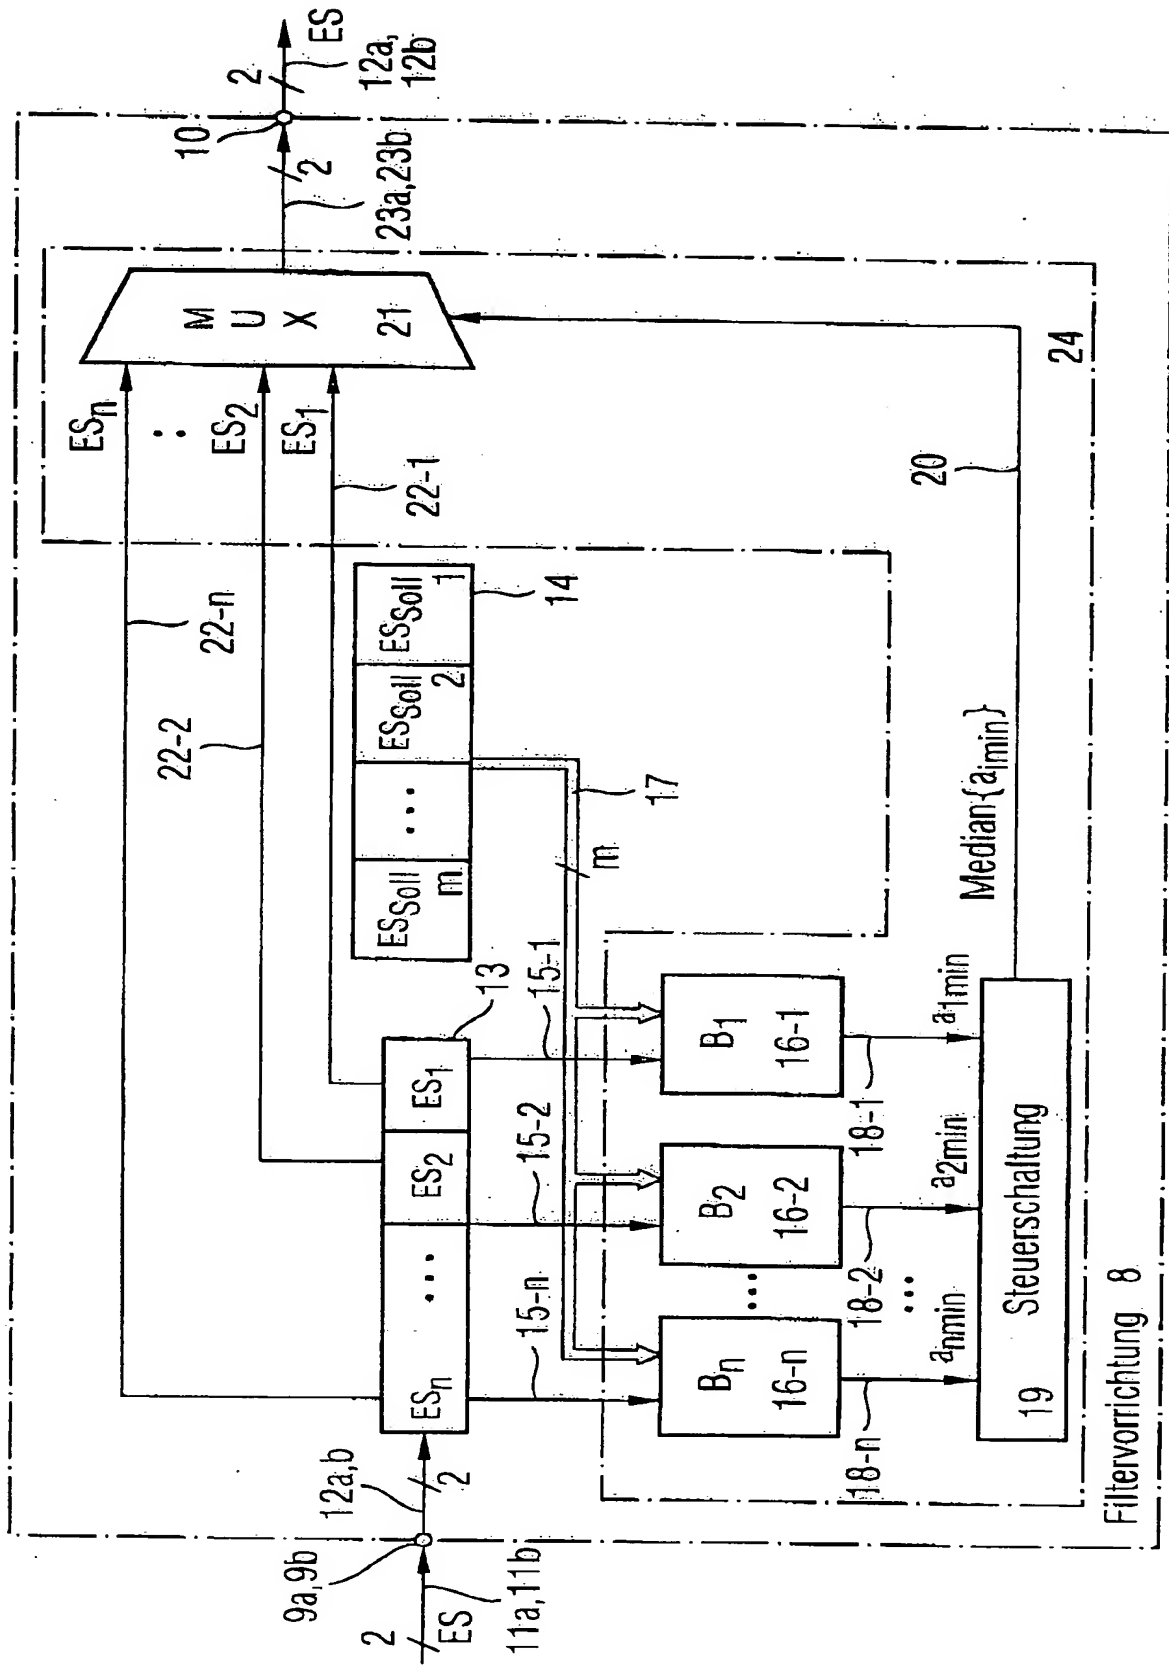 2
ES
11a,11b
9a,9b
12a,b
2
ESn
...
ES2
ES1
13
22-n
22-2
22-1
ESSoll m
...
ESSoll 2
ESSoll 1
14
17
m
15-n
15-2
15-1
Bn
16-n
...
B2
16-2
B1
16-1
18-n
anmin
...
18-2
a2min
18-1
a1min
19
Steuerschaltung
Median{aimin}
20
24
ESn
:
ES2
ES1
M
U
X
21
23a,23b
2
10
2
ES
12a,
12b
Filtervorrichtung 8